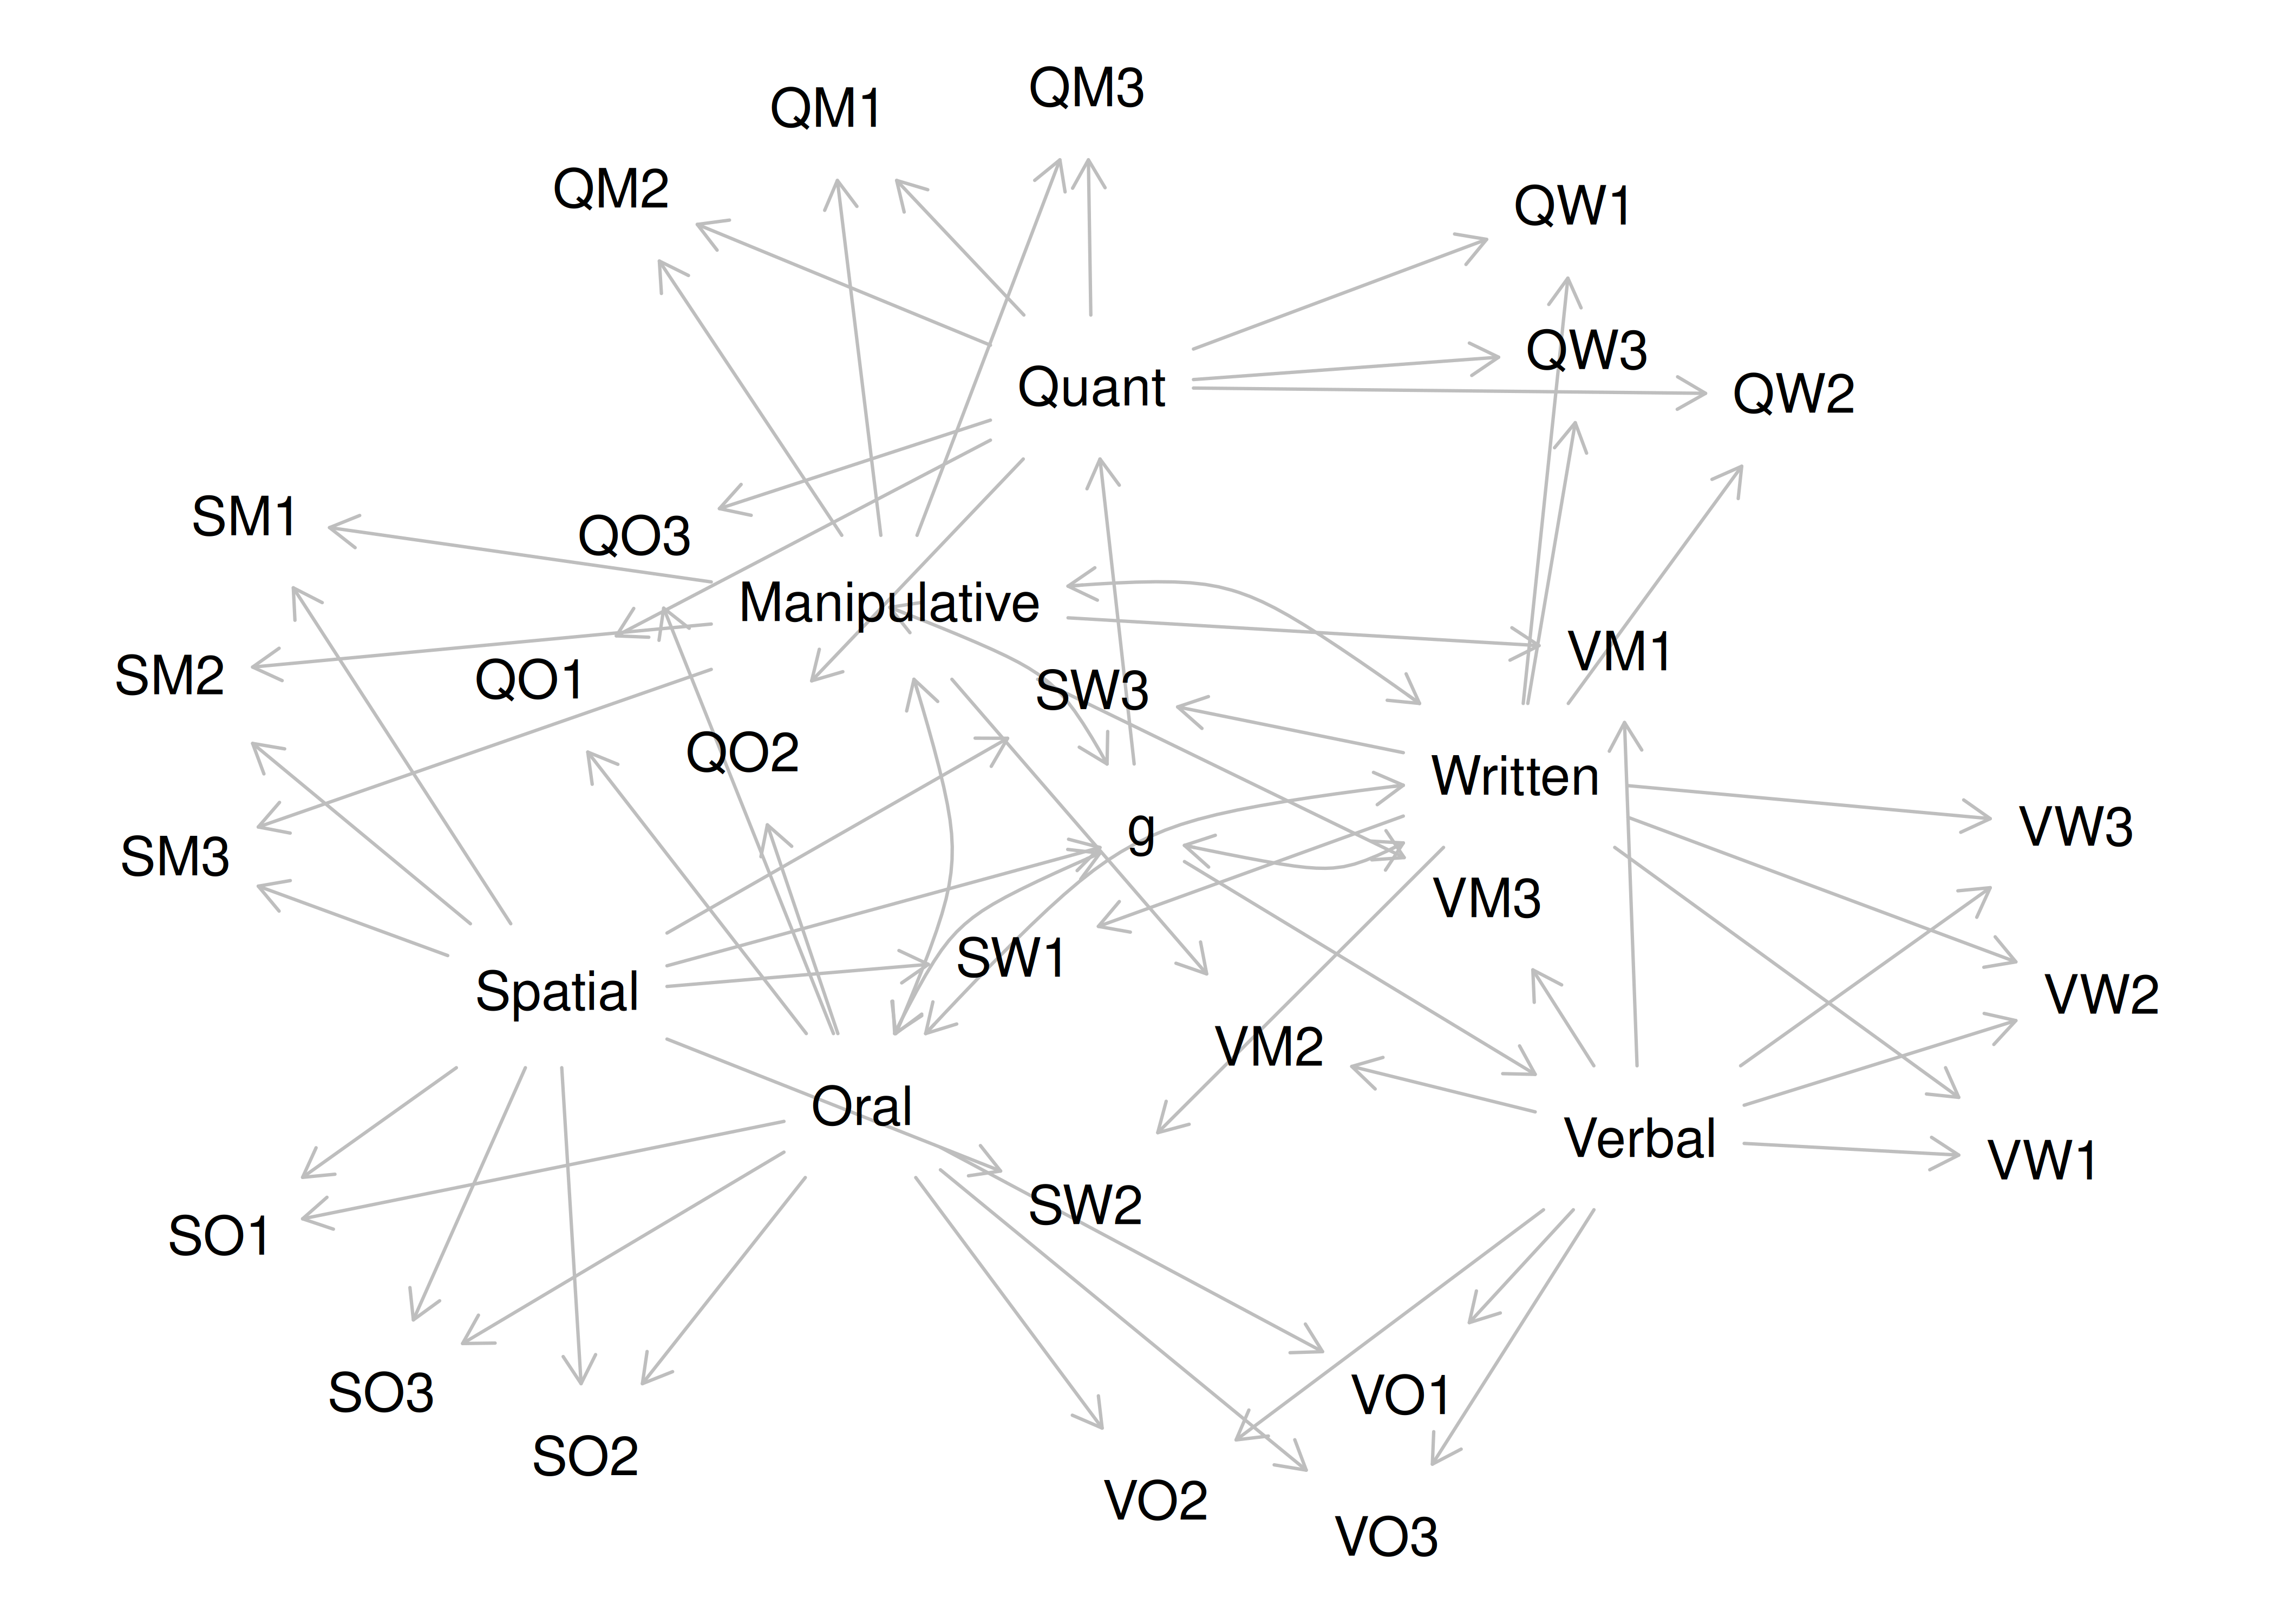 QM3
QM1
QM2
QW1
QW3
Quant
QW2
SM1
QO3
Manipulative
VM1
SM2
QO1
SW3
QO2
Written
VW3
g
SM3
VM3
SW1
Spatial
VW2
VM2
Oral
Verbal
VW1
SW2
SO1
SO3
VO1
SO2
VO2
VO3